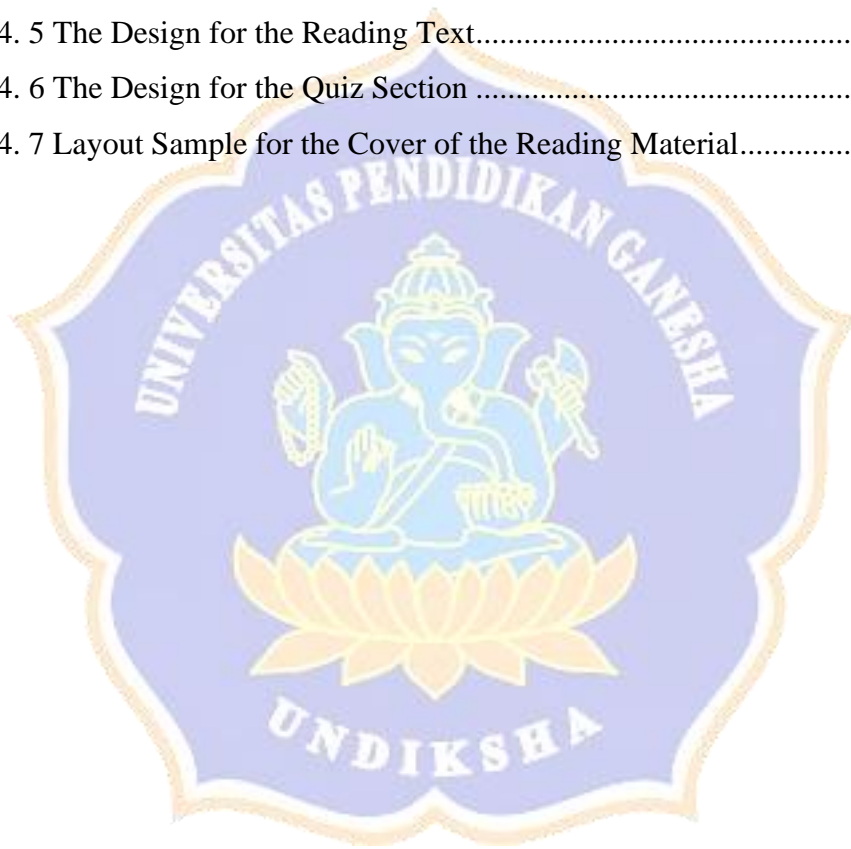 4. 5 The Design for the Reading Text..........................................
4. 6 The Design for the Quiz Section ..........................................
4. 7 Layout Sample for the Cover of the Reading Material..............
UNIVERSITAS PENDIDIKAN GANESHA
UNDIKSHA